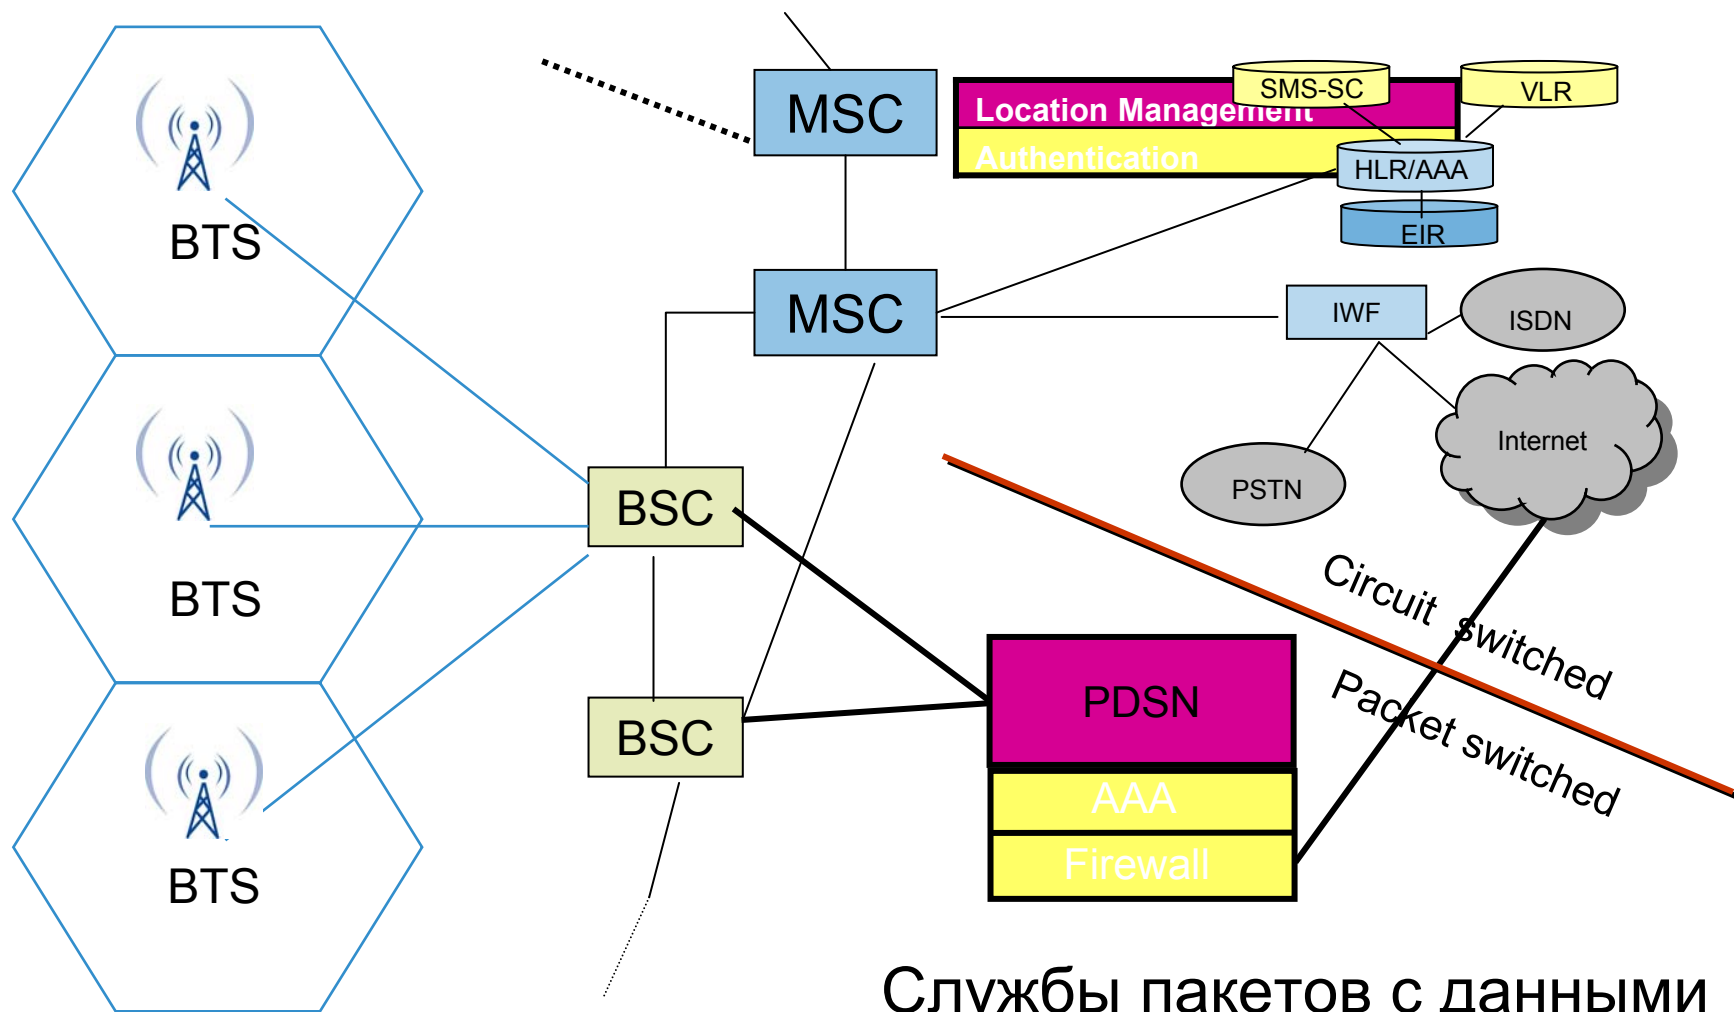 MSC
Location Management
Authentication
SMS-SC
VLR
HLR/AAA
EIR
BTS
MSC
IWF
ISDN
Internet
PSTN
BSC
BTS
Circuit switched
Packet switched
PDSN
BSC
AAA
Firewall
BTS
Службы пакетов с данными